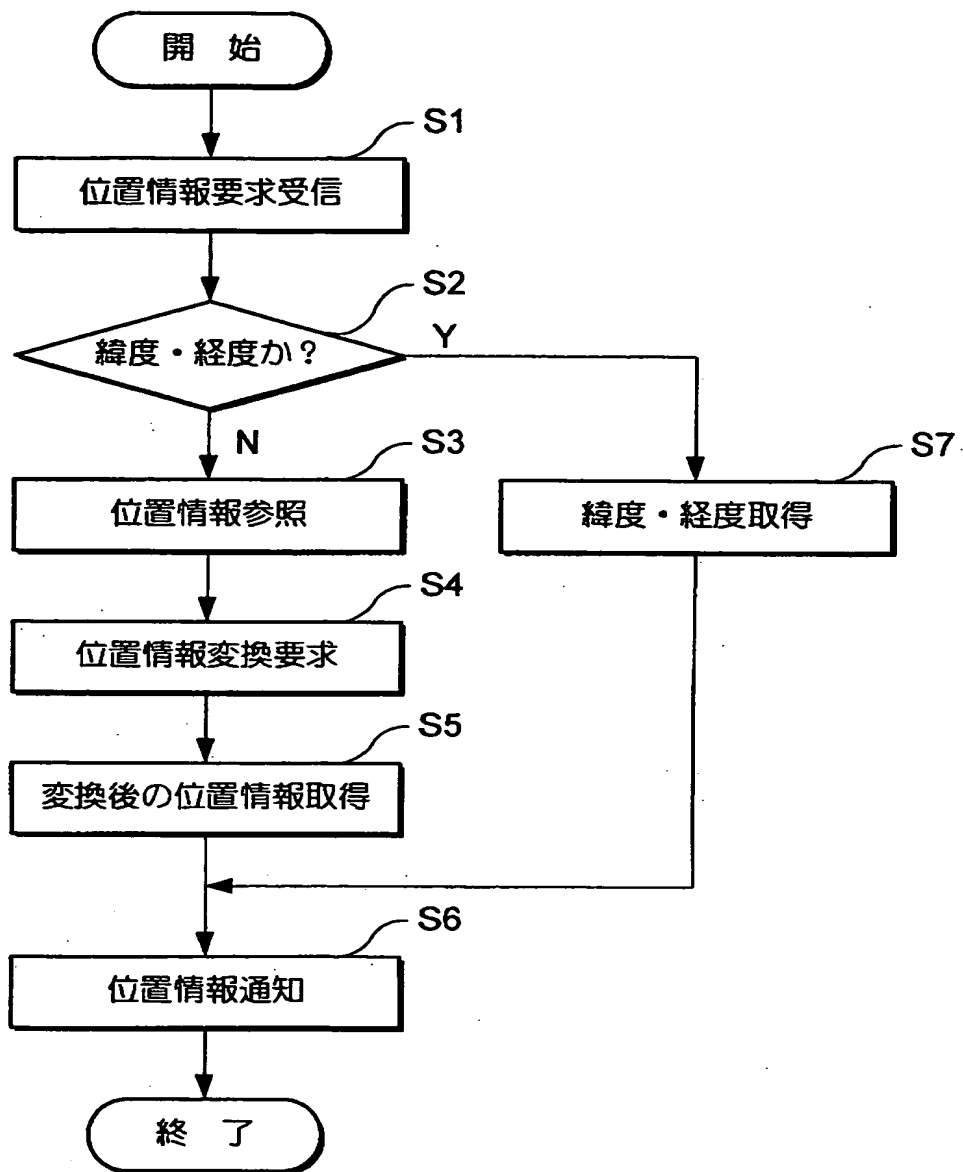 開 始
S1
位置情報要求受信
S2
緯度・経度か？
Y
N
S3
位置情報参照
S7
緯度・経度取得
S4
位置情報変換要求
S5
変換後の位置情報取得
S6
位置情報通知
終 了